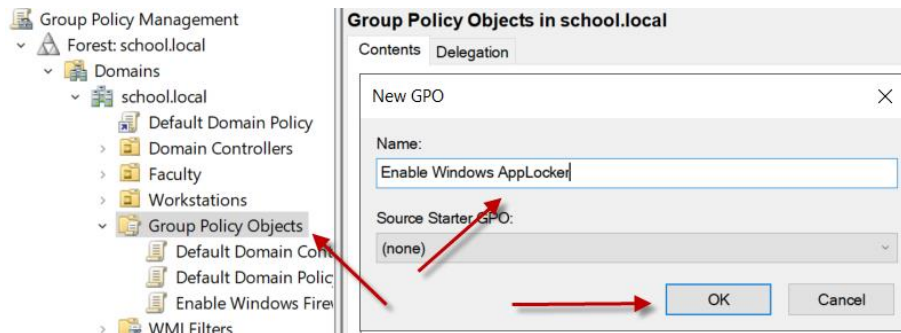 Group Policy Management
Forest: school.local
Domains
school.local
Default Domain Policy
Domain Controllers
Faculty
Workstations
Group Policy Objects
Default Domain Cont
Default Domain Polic
Enable Windows Fire
WMI Filters
Group Policy Objects in school.local
Contents Delegation
New GPO
Name:
Enable Windows AppLocker
Source Starter GPO:
(none)
OK Cancel